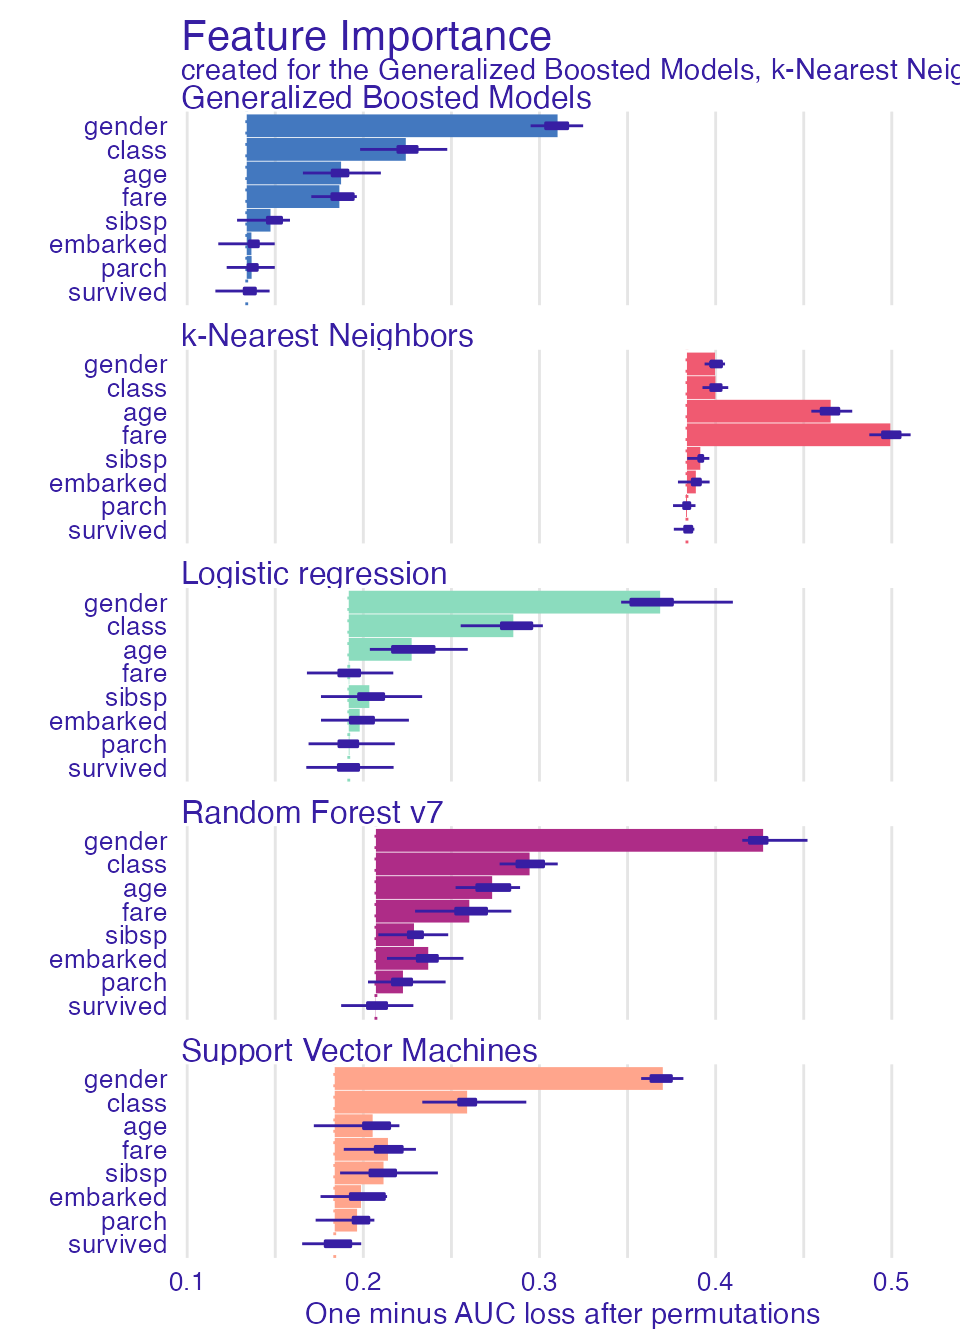 Feature Importance
created for the Generalized Boosted Models, k-Nearest Neig
Generalized Boosted Models
gender
class
age
fare
sibsp
embarked
parch
survived
k-Nearest Neighbors
gender
class
age
fare
sibsp
embarked
parch
survived
Logistic regression
gender
class
age
fare
sibsp
embarked
parch
survived
Random Forest v7
gender
class
age
fare
sibsp
embarked
parch
survived
Support Vector Machines
gender
class
age
fare
sibsp
embarked
parch
survived
0.1 0.2 0.3 0.4 0.5
One minus AUC loss after permutations